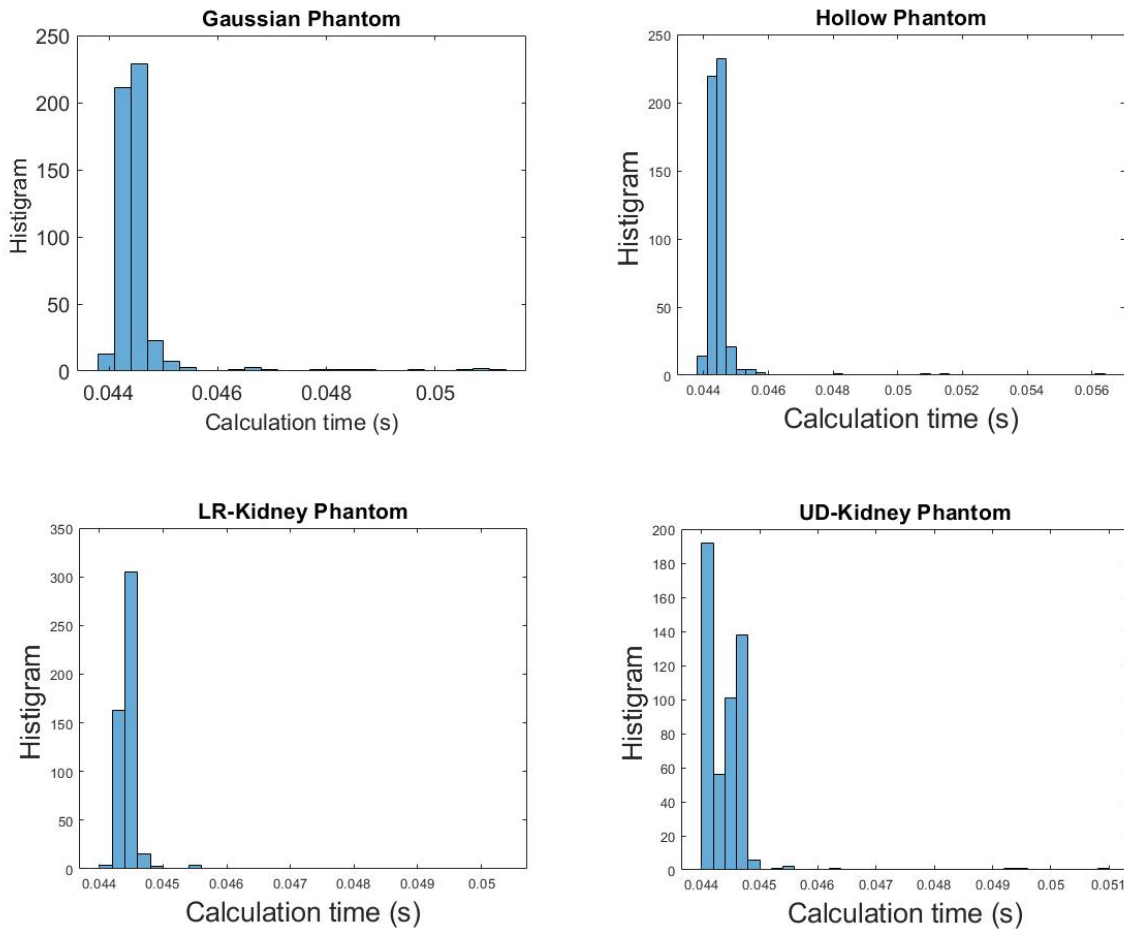 Gaussian Phantom
250
200
150
100
50
0
Histigram
0.044 0.046 0.048 0.05
Calculation time (s)
Hollow Phantom
250
200
150
100
50
0
Histigram
0.044 0.046 0.048 0.05 0.052 0.054 0.056
Calculation time (s)
LR-Kidney Phantom
350
300
250
200
150
100
50
0
Histigram
0.044 0.045 0.046 0.047 0.048 0.049 0.05
Calculation time (s)
UD-Kidney Phantom
200
180
160
140
120
100
80
60
40
20
0
Histigram
0.044 0.045 0.046 0.047 0.048 0.049 0.05 0.051
Calculation time (s)